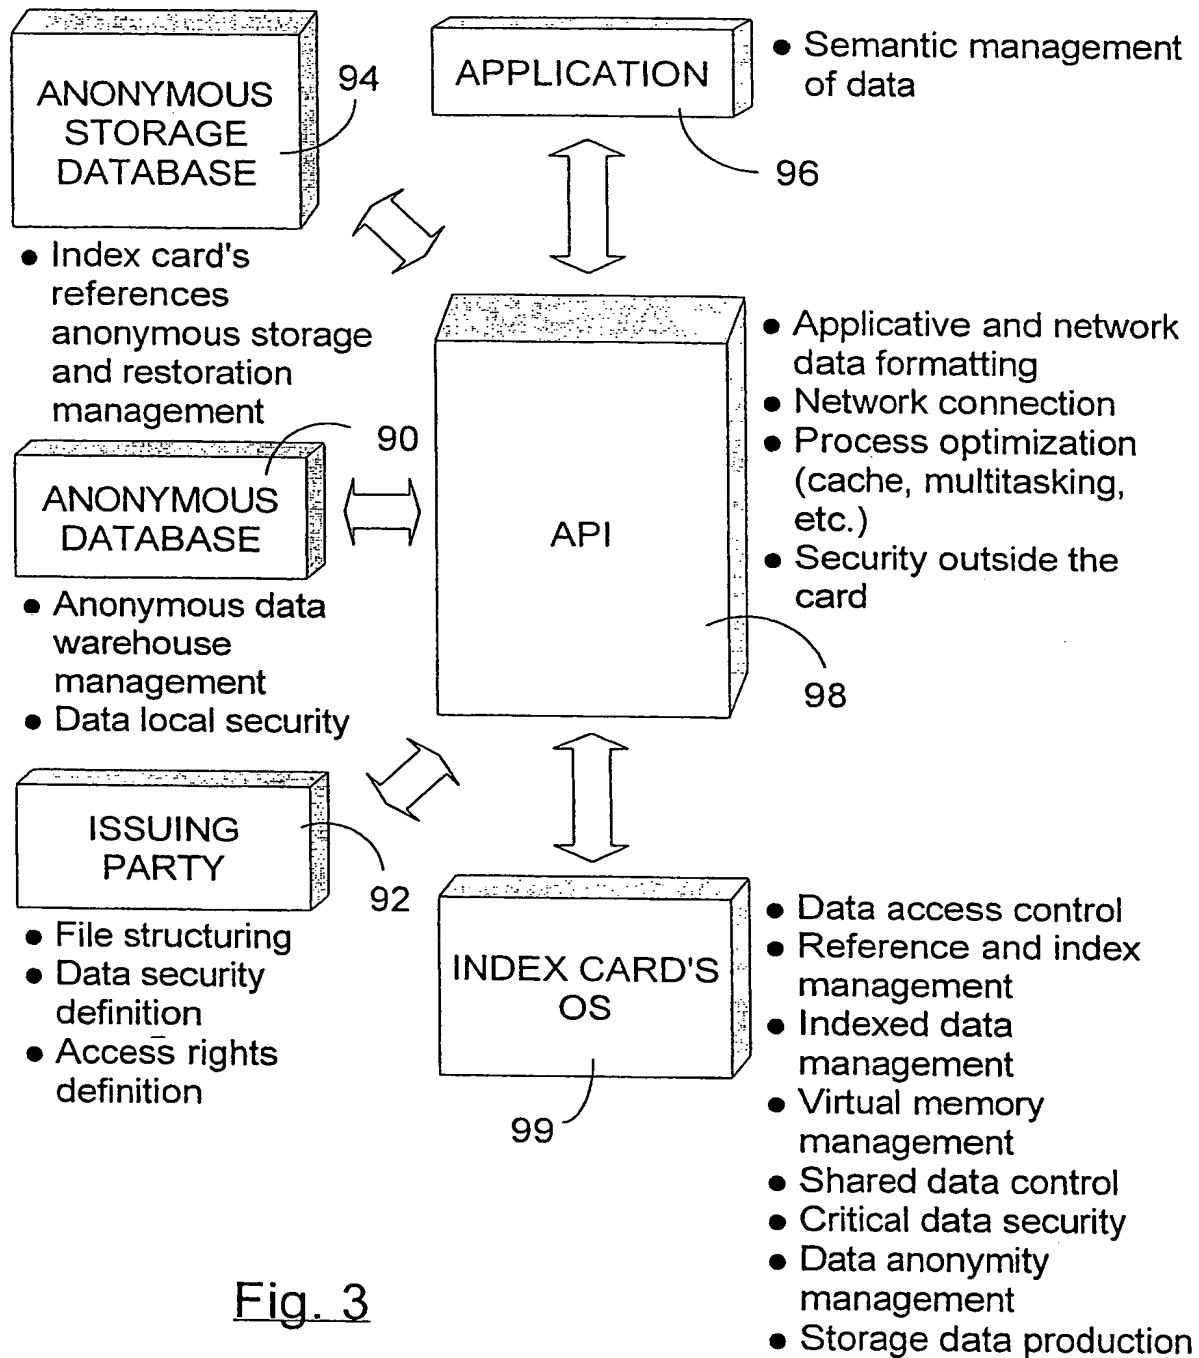 ANONYMOUS
STORAGE
DATABASE
94
• Index card's
references
anonymous storage
and restoration
management
APPLICATION
96
• Semantic management
of data
ANONYMOUS
DATABASE
90
• Anonymous data
warehouse
management
• Data local security
API
98
• Applicative and network
data formatting
• Network connection
• Process optimization
(cache, multitasking,
etc.)
• Security outside the
card
ISSUING
PARTY
92
• File structuring
• Data security
definition
• Access rights
definition
INDEX CARD'S
OS
99
• Data access control
• Reference and index
management
• Indexed data
management
• Virtual memory
management
• Shared data control
• Critical data security
• Data anonymity
management
• Storage data production
Fig. 3